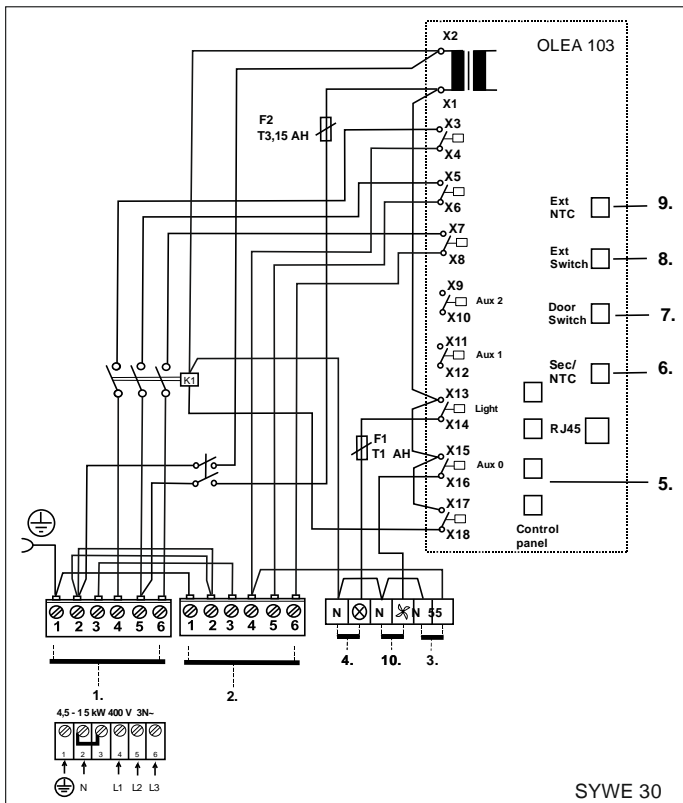 X2
OLEA 103
X1
F2
T3,15 AH
X3
X4
X5
X6
X7
X8
X9
Aux 2
X10
X11
Aux 1
X12
X13
Light
X14
X15
Aux 0
X16
X17
X18
Ext
NTC
9.
Ext
Switch
8.
Door
Switch
7.
Sec/
NTC
6.
RJ45
5.
Control
panel
K1
F1
T1 AH
1 2 3 4 5 6
1 2 3 4 5 6
N N N 55
1.
2.
4.
10.
3.
4,5 - 15 kW 400 V 3N~
1 2 3 4 5 6
N L1 L2 L3
SYWE 30